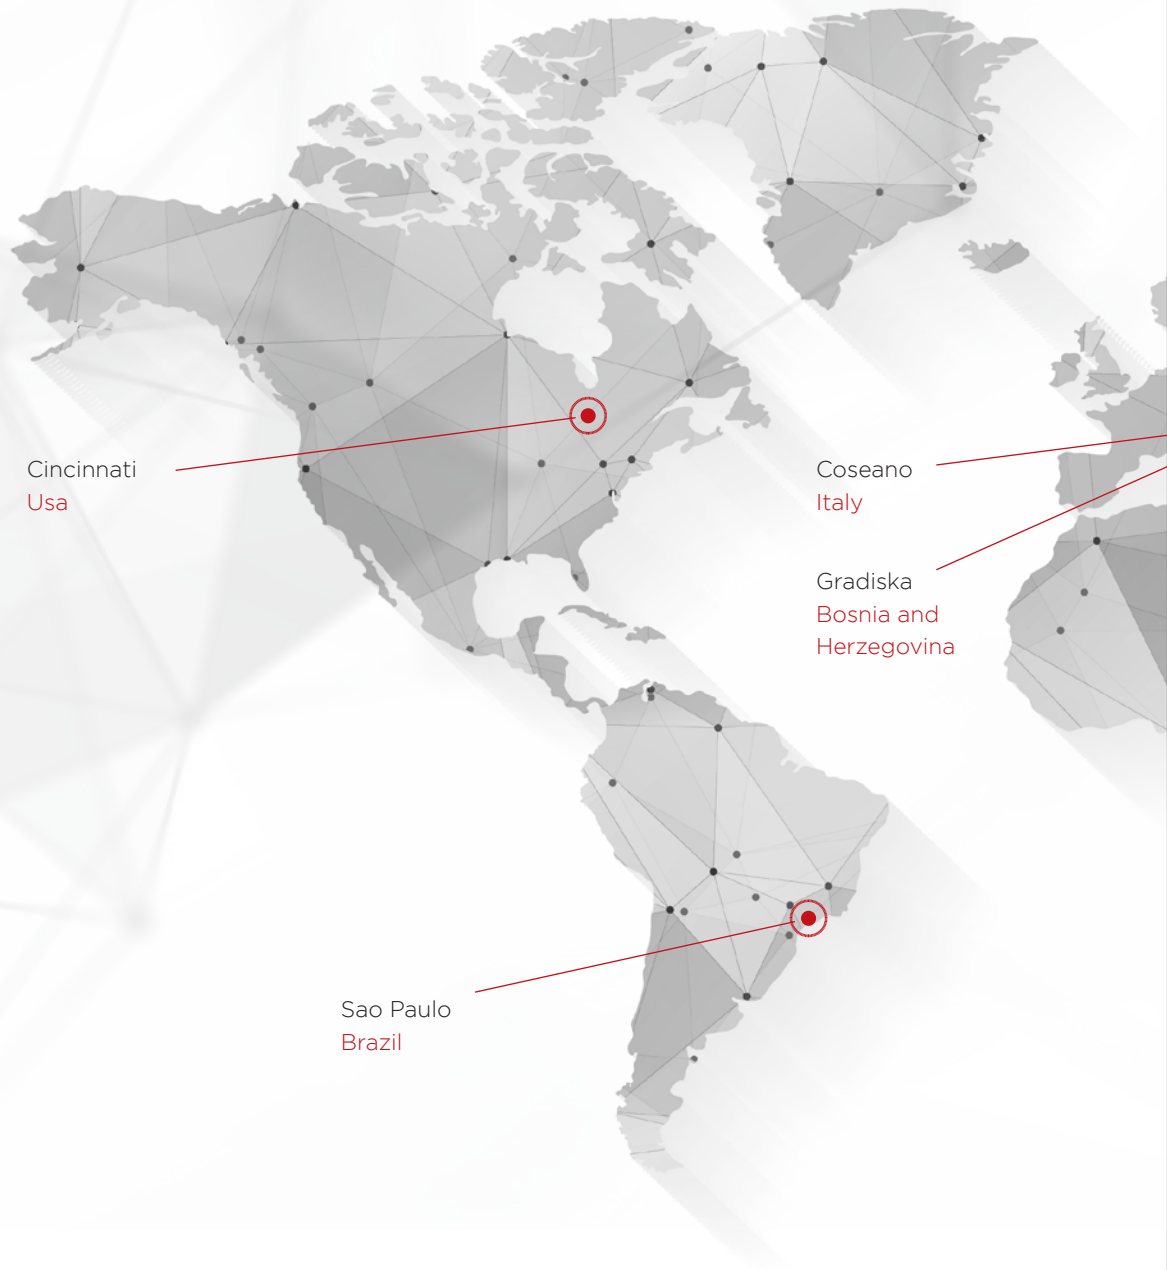 Cincinnati
Usa
Coseano
Italy
Gradiska
Bosnia and
Herzegovina
Sao Paulo
Brazil